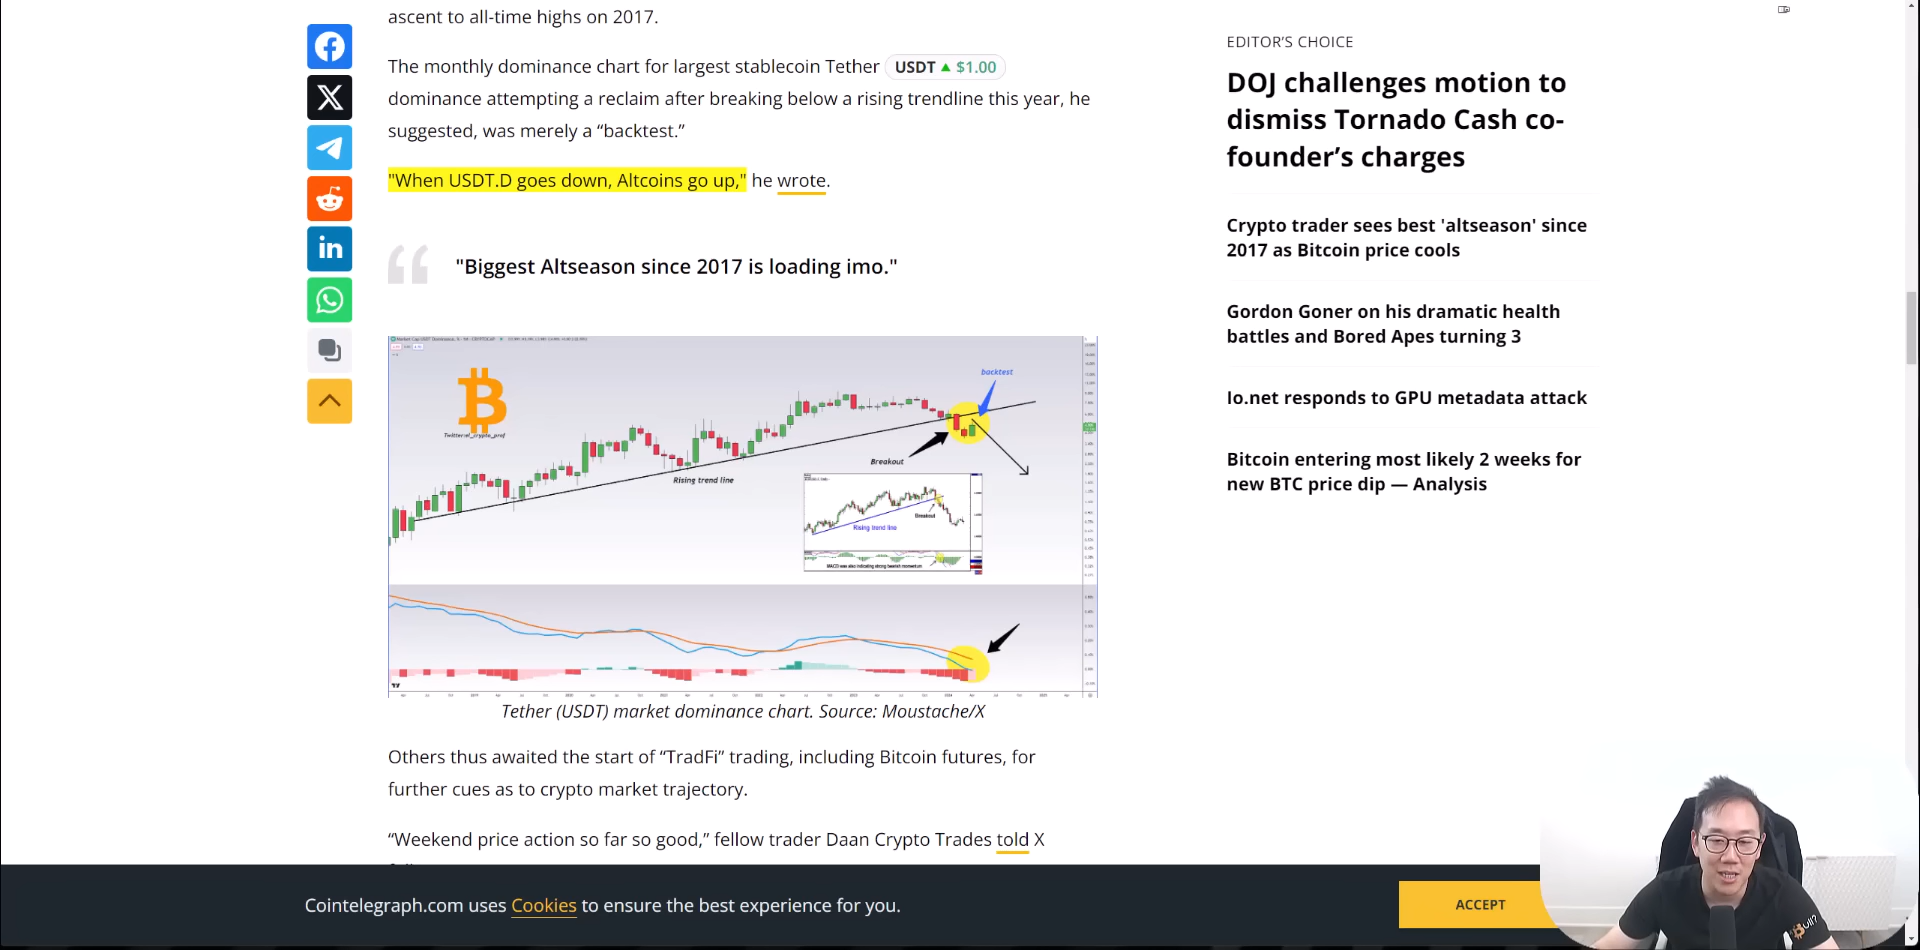 ascent to all-time highs on 2017.
The monthly dominance chart for largest stablecoin Tether USDT ▲ $1.00
dominance attempting a reclaim after breaking below a rising trendline this year, he
suggested, was merely a “backtest.”
"When USDT.D goes down, Altcoins go up," he wrote.
"Biggest Altseason since 2017 is loading imo."
backtest
Breakout
Rising trend line
Breakout
Rising trend line
MACD was also indicating strong bearish momentum
Tether (USDT) market dominance chart. Source: Moustache/X
Others thus awaited the start of “TradFi” trading, including Bitcoin futures, for
further cues as to crypto market trajectory.
“Weekend price action so far so good,” fellow trader Daan Crypto Trades told X
EDITOR’S CHOICE
DOJ challenges motion to
dismiss Tornado Cash co-
founder’s charges
Crypto trader sees best 'altseason' since
2017 as Bitcoin price cools
Gordon Goner on his dramatic health
battles and Bored Apes turning 3
Io.net responds to GPU metadata attack
Bitcoin entering most likely 2 weeks for
new BTC price dip — Analysis
Cointelegraph.com uses Cookies to ensure the best experience for you.
ACCEPT